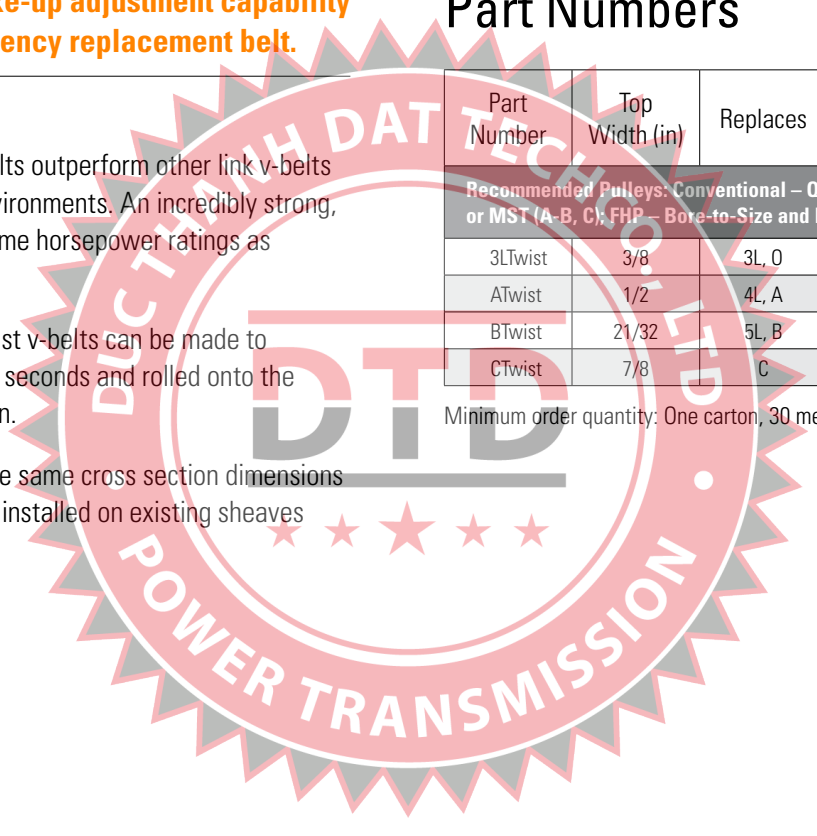 ke-up adjustment capability
ency replacement belt.
lts outperform other link v-belts
vironments. An incredibly strong,
me horsepower ratings as
st v-belts can be made to
seconds and rolled onto the
n.
e same cross section dimensions
installed on existing sheaves
Part Numbers
Part Number Top Width (in) Replaces
Recommended Pulleys: Conventional – Q
or MST (A-B, C); FHP – Bore-to-Size and
3LTwist 3/8 3L, O
ATwist 1/2 4L, A
BTwist 21/32 5L, B
CTwist 7/8 C
Minimum order quantity: One carton, 30 me
DUC THANH DAT TECHCO., LTD
DTD
POWER TRANSMISSION